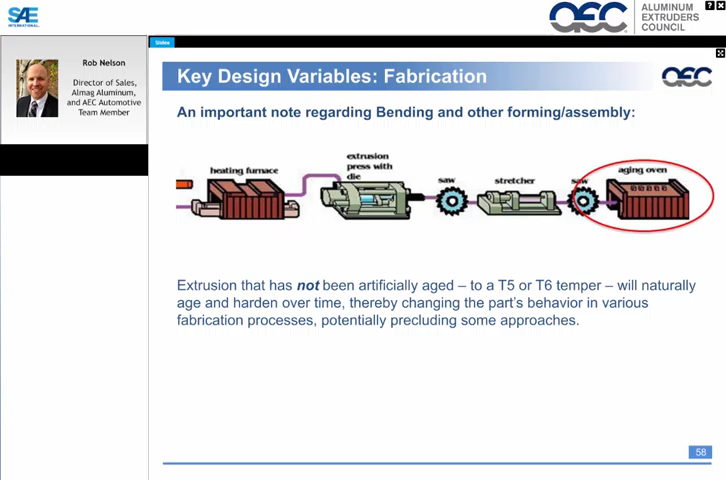 SAE
INTERNATIONAL
AEC
ALUMINUM
EXTRUDERS
COUNCIL
Slides
Rob Nelson
Director of Sales,
Almag Aluminum,
and AEC Automotive
Team Member
Key Design Variables: Fabrication
AEC
An important note regarding Bending and other forming/assembly:
heating furnace
extrusion
press with
die
saw
stretcher
saw
aging oven
Extrusion that has not been artificially aged – to a T5 or T6 temper – will naturally
age and harden over time, thereby changing the part's behavior in various
fabrication processes, potentially precluding some approaches.
58